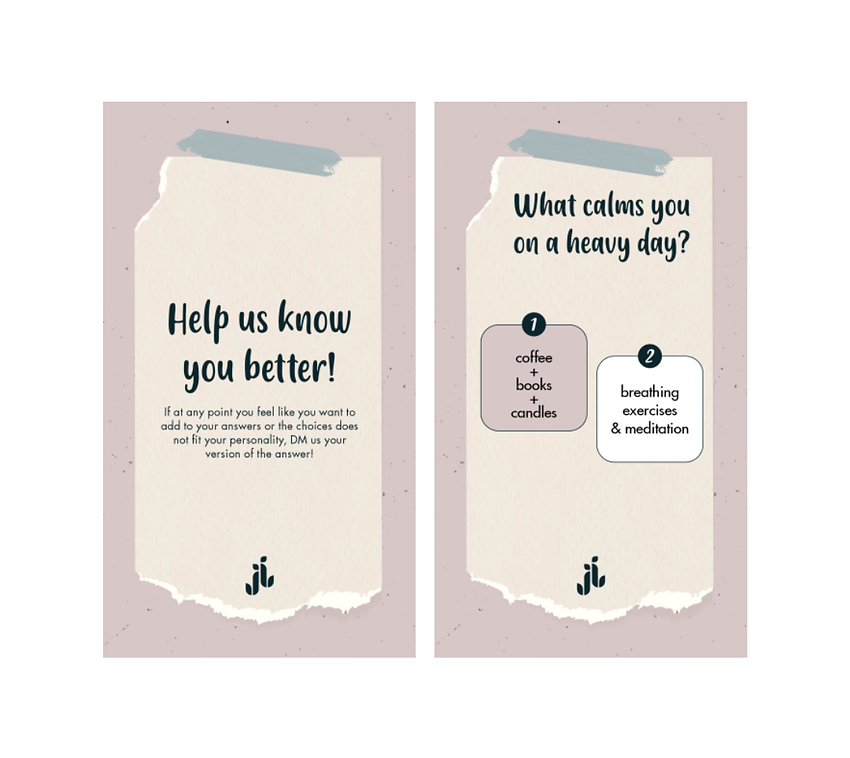 Help us know
you better!
If at any point you feel like you want to
add to your answers or the choices does
not fit your personality, DM us your
version of the answer!
What calms you
on a heavy day?
1
coffee
+
books
+
candles
2
breathing
exercises
& meditation